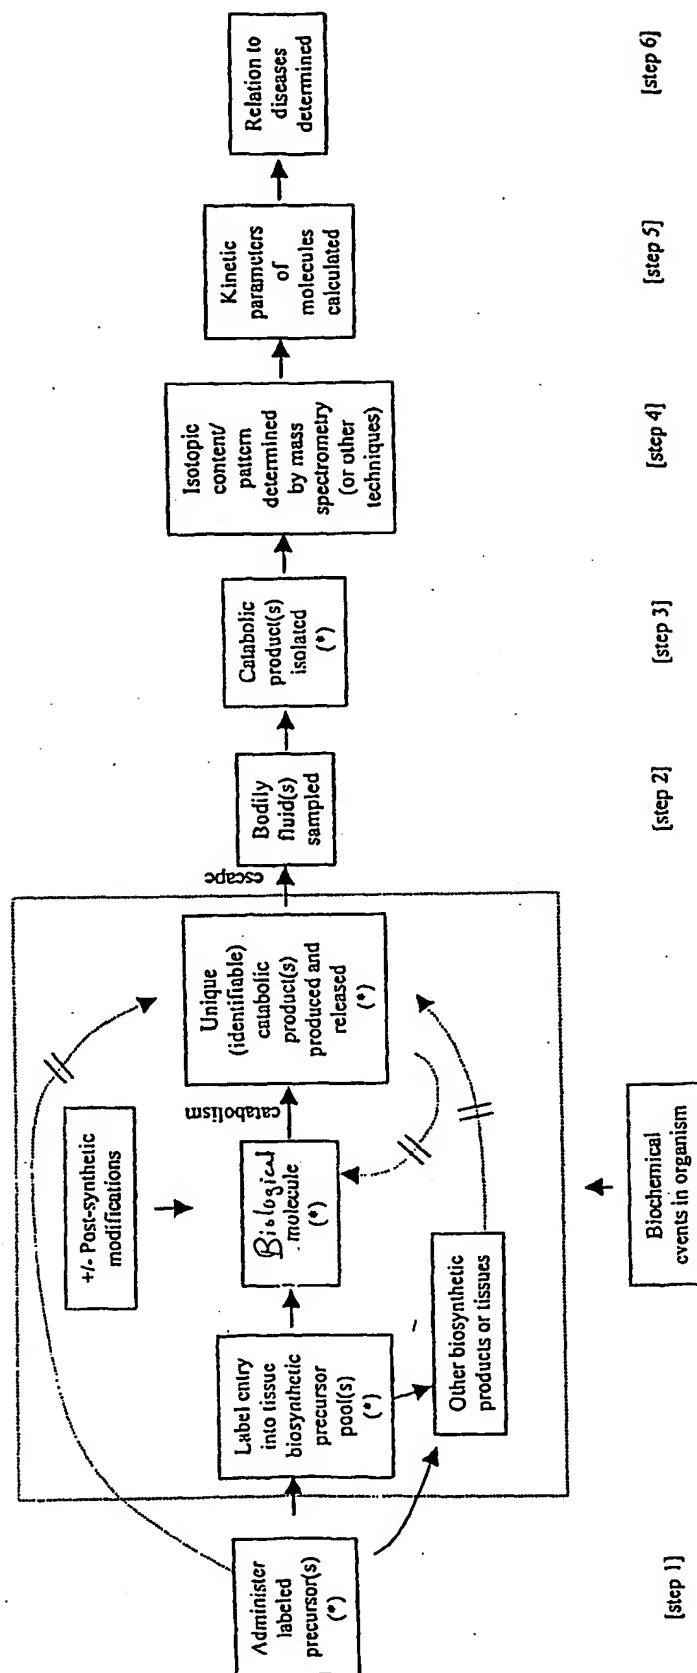 Administer
labeled
precursor(s)
(*)
Label entry
into tissue
biosynthetic
precursor
pool(s)
(*)
+/- Post-synthetic
modifications
Biological
molecule
(*)
Other biosynthetic
products or tissues
catabolism
Unique
(identifiable)
catabolic
product(s)
produced and
released
(*)
escape
Biochemical
events in organism
Bodily
fluid(s)
sampled
Catabolic
product(s)
isolated
(*)
Isotopic
content/
pattern
determined
by mass
spectrometry
(or other
techniques)
Kinetic
parameters
of
molecules
calculated
Relation to
diseases
determined
[step 1]
[step 2]
[step 3]
[step 4]
[step 5]
[step 6]